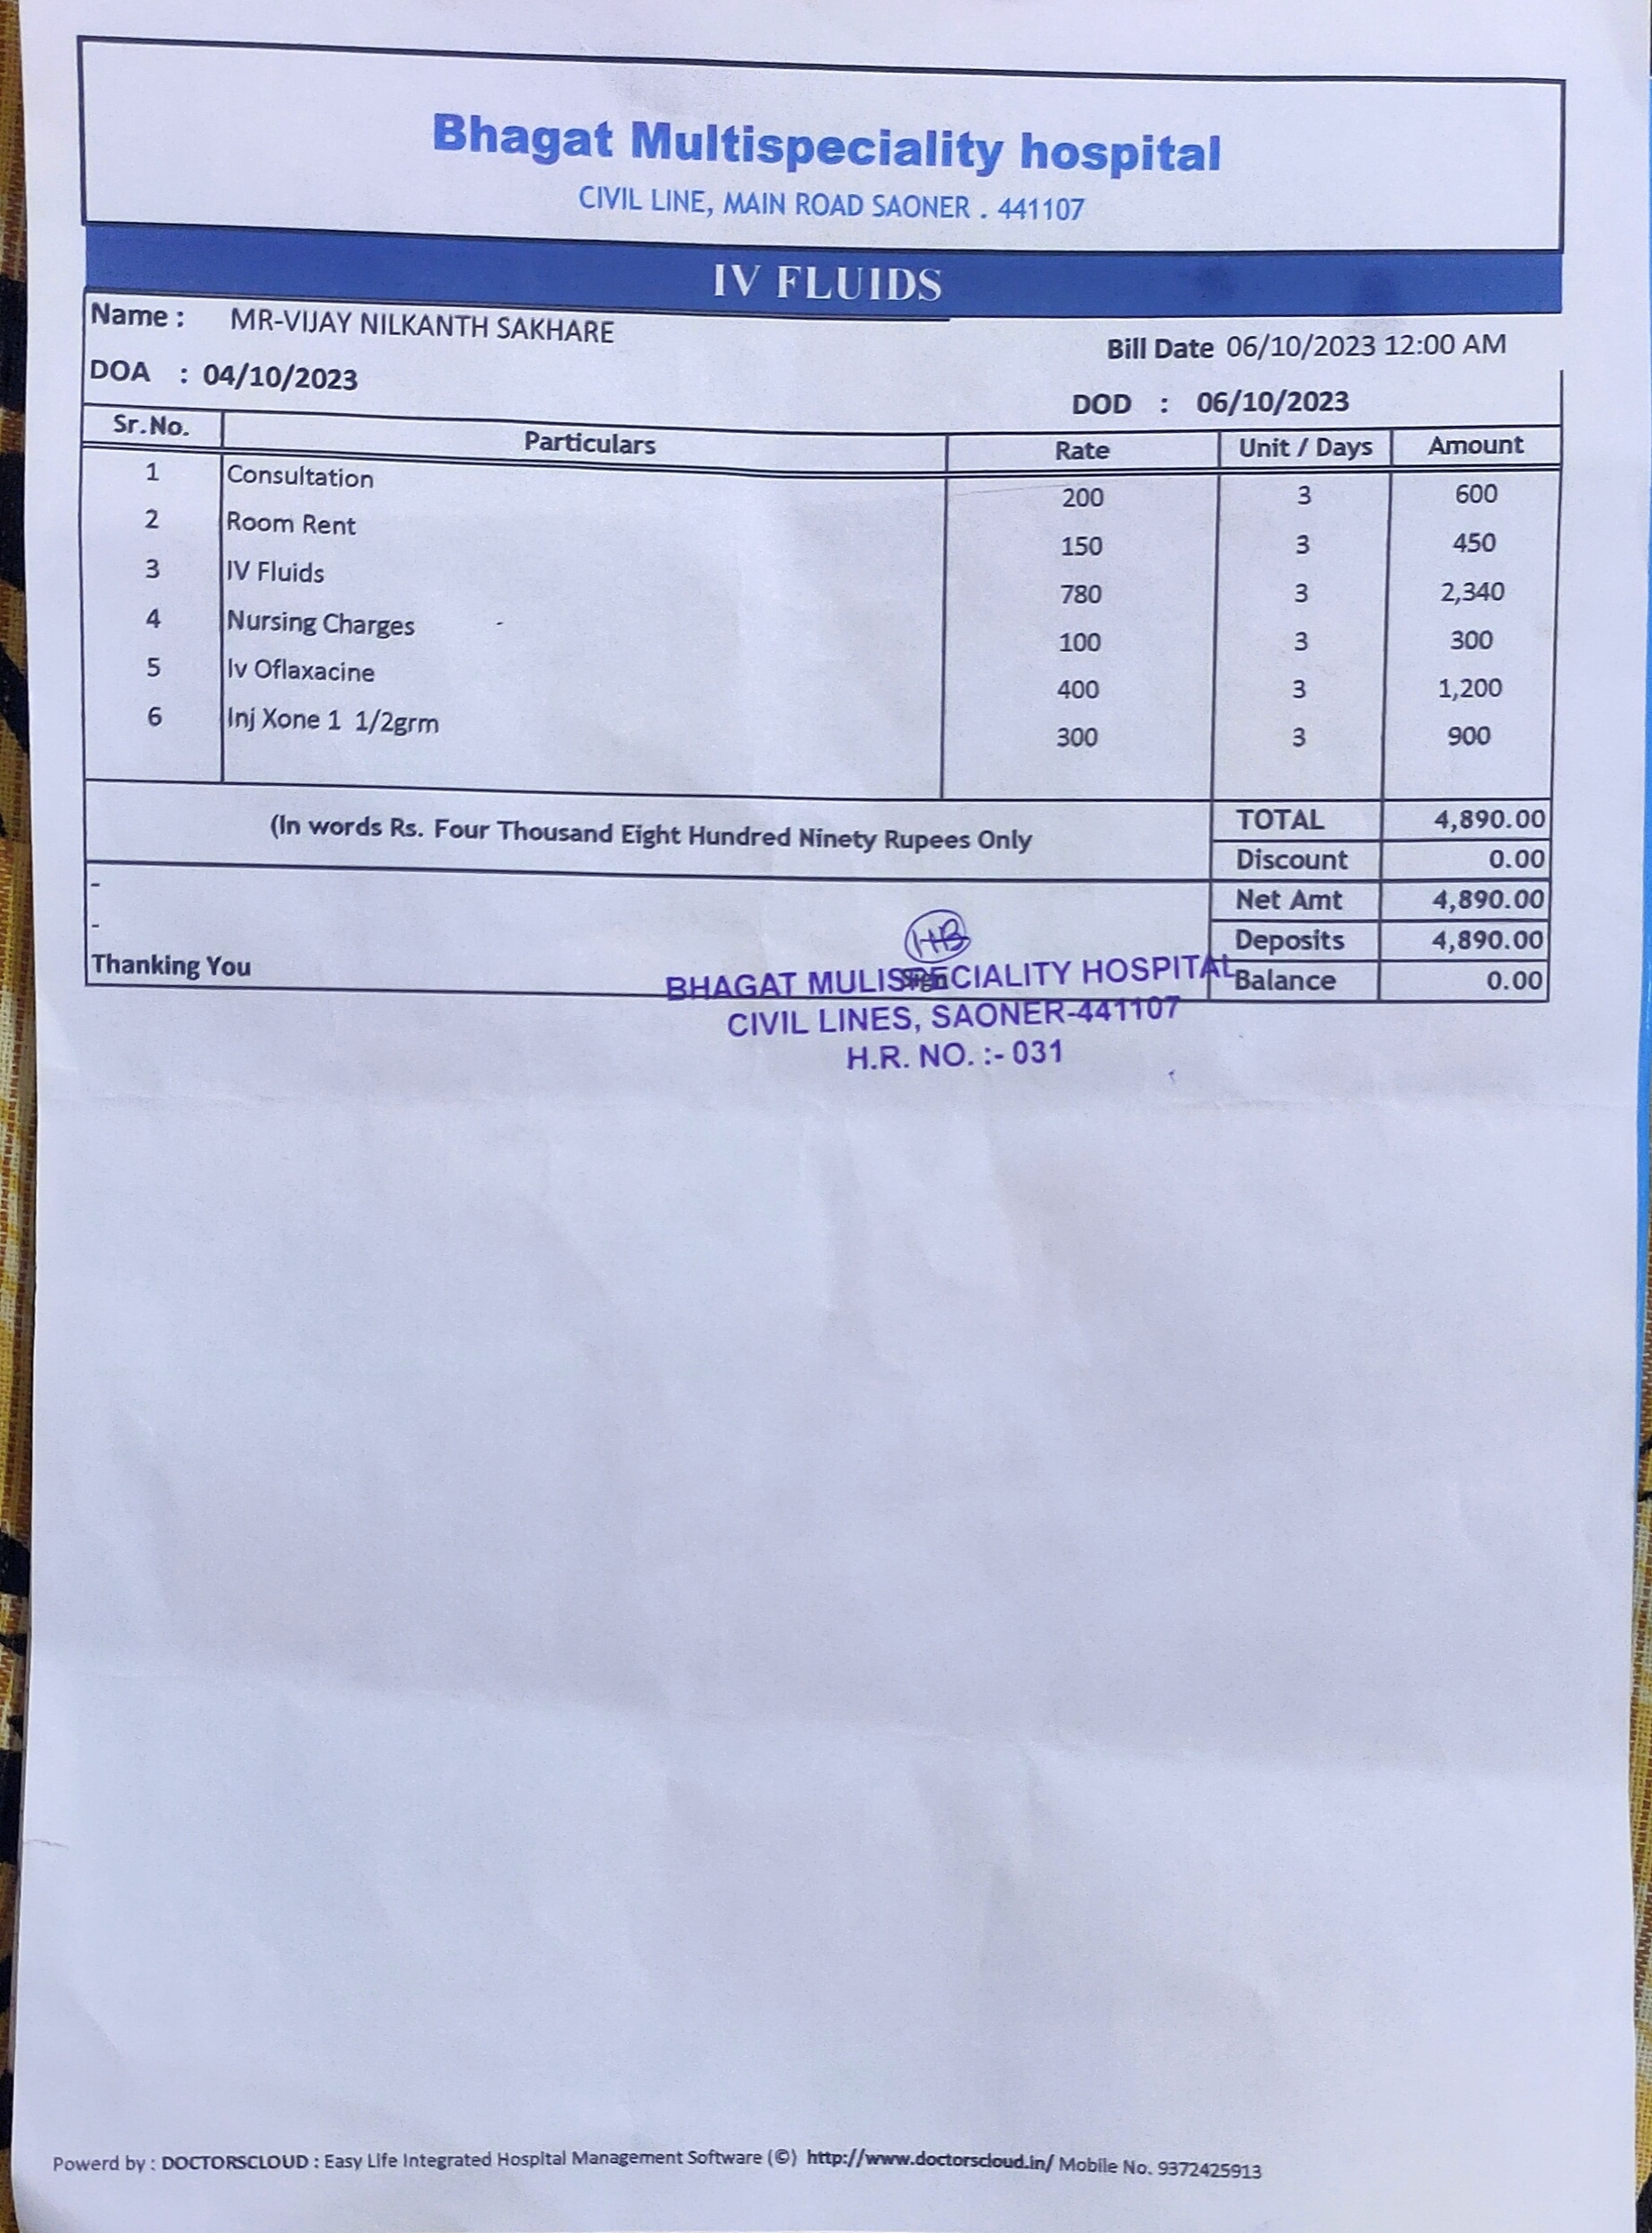 Bhagat Multispeciality hospital
CIVIL LINE, MAIN ROAD SAONER . 441107
IV FLUIDS
Name : MR-VIJAY NILKANTH SAKHARE
Bill Date 06/10/2023 12:00 AM
DOA : 04/10/2023
DOD : 06/10/2023
Sr.No. Particulars Rate Unit / Days Amount
1 Consultation 200 3 600
2 Room Rent 150 3 450
3 IV Fluids 780 3 2,340
4 Nursing Charges 100 3 300
5 Iv Oflaxacine 400 3 1,200
6 Inj Xone 1 1/2grm 300 3 900
(In words Rs. Four Thousand Eight Hundred Ninety Rupees Only
TOTAL 4,890.00
Discount 0.00
-
Net Amt 4,890.00
-
Deposits 4,890.00
Thanking You
Balance 0.00
HB
BHAGAT MULISPECIALITY HOSPITAL
CIVIL LINES, SAONER-441107
H.R. NO. :- 031
Powerd by : DOCTORSCLOUD : Easy Life Integrated Hospital Management Software (©) http://www.doctorscloud.in/ Mobile No. 9372425913